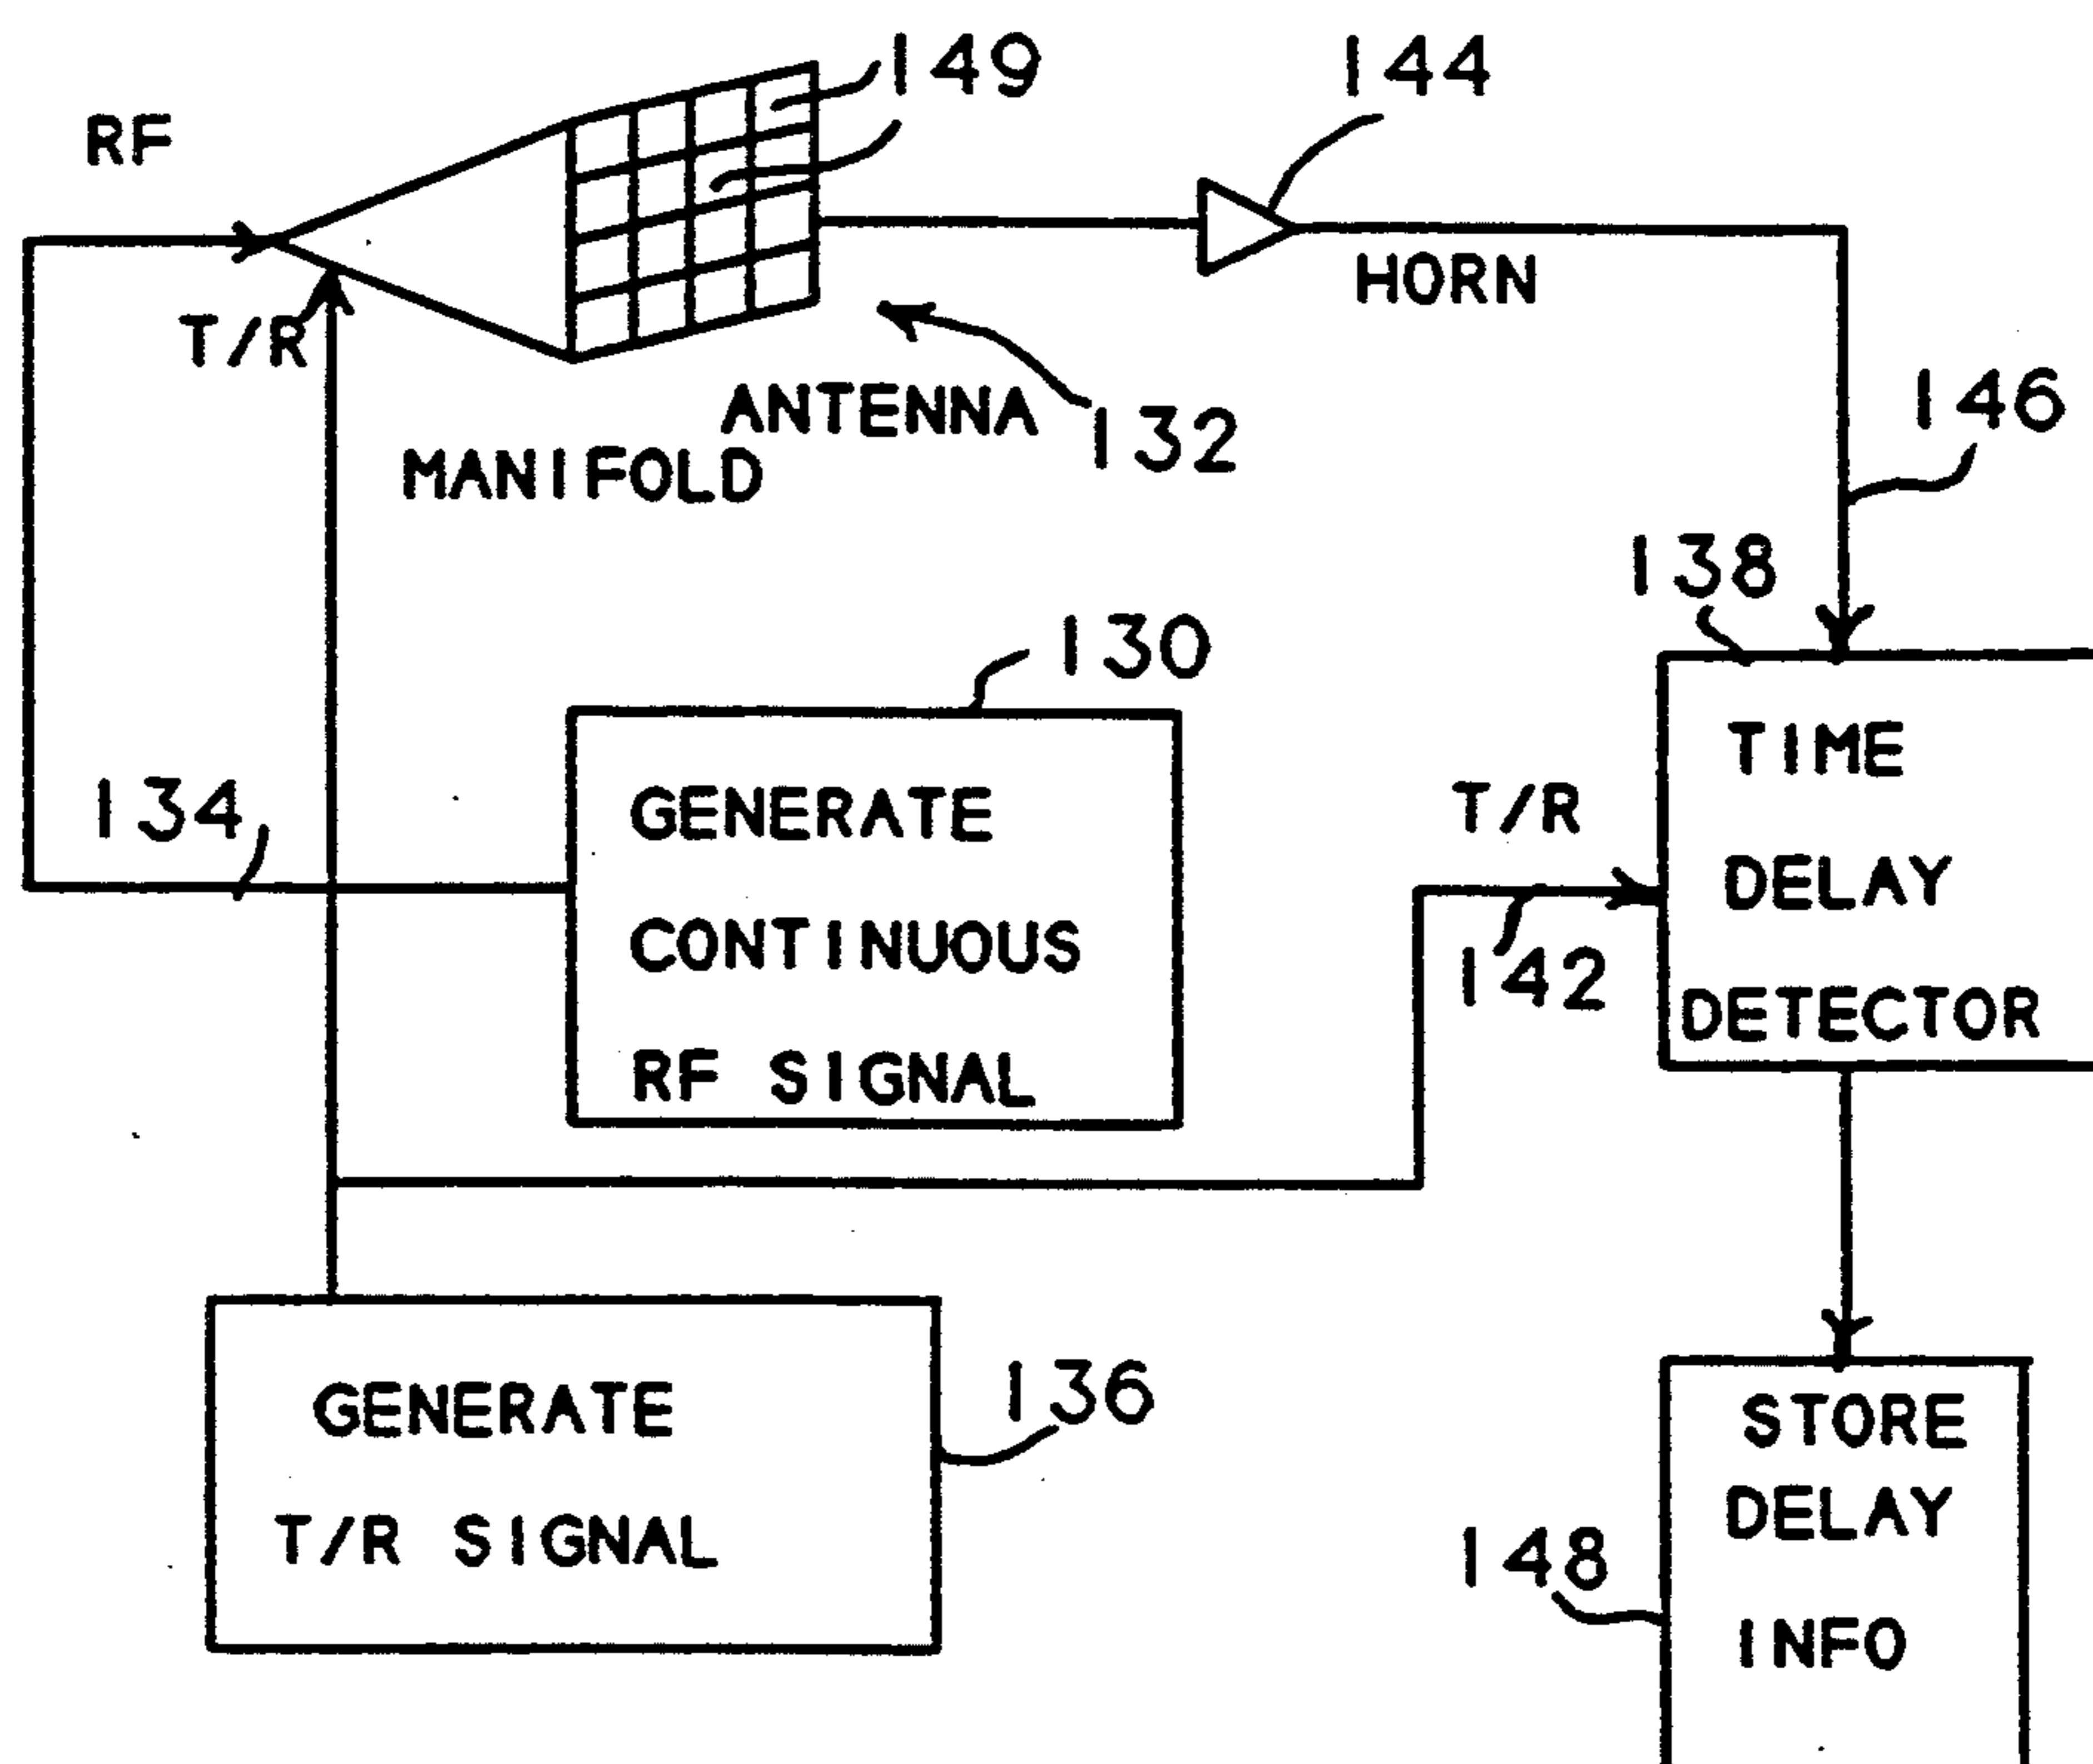 149
144
RF
HORN
T/R
146
ANTENNA
132
MANIFOLD
138
130
TIME
DELAY
DETECTOR
134
GENERATE
CONTINUOUS
RF SIGNAL
T/R
142
GENERATE
T/R SIGNAL
136
STORE
DELAY
INFO
148